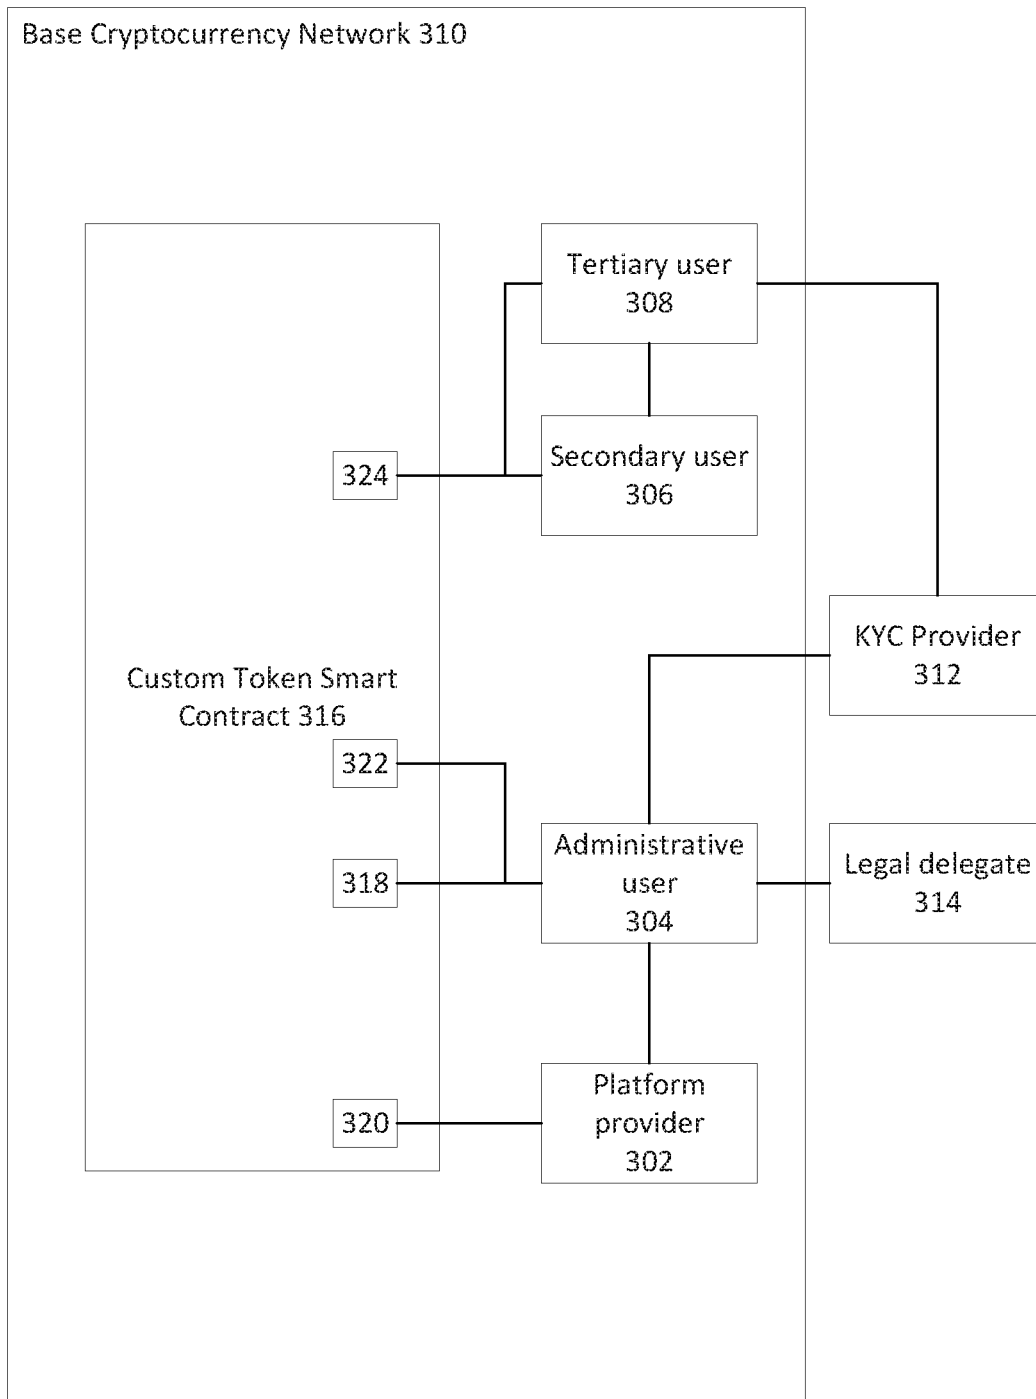 Base Cryptocurrency Network 310
Tertiary user
308
324
Secondary user
306
KYC Provider
312
Custom Token Smart
Contract 316
322
318
Administrative
user
304
Legal delegate
314
320
Platform
provider
302